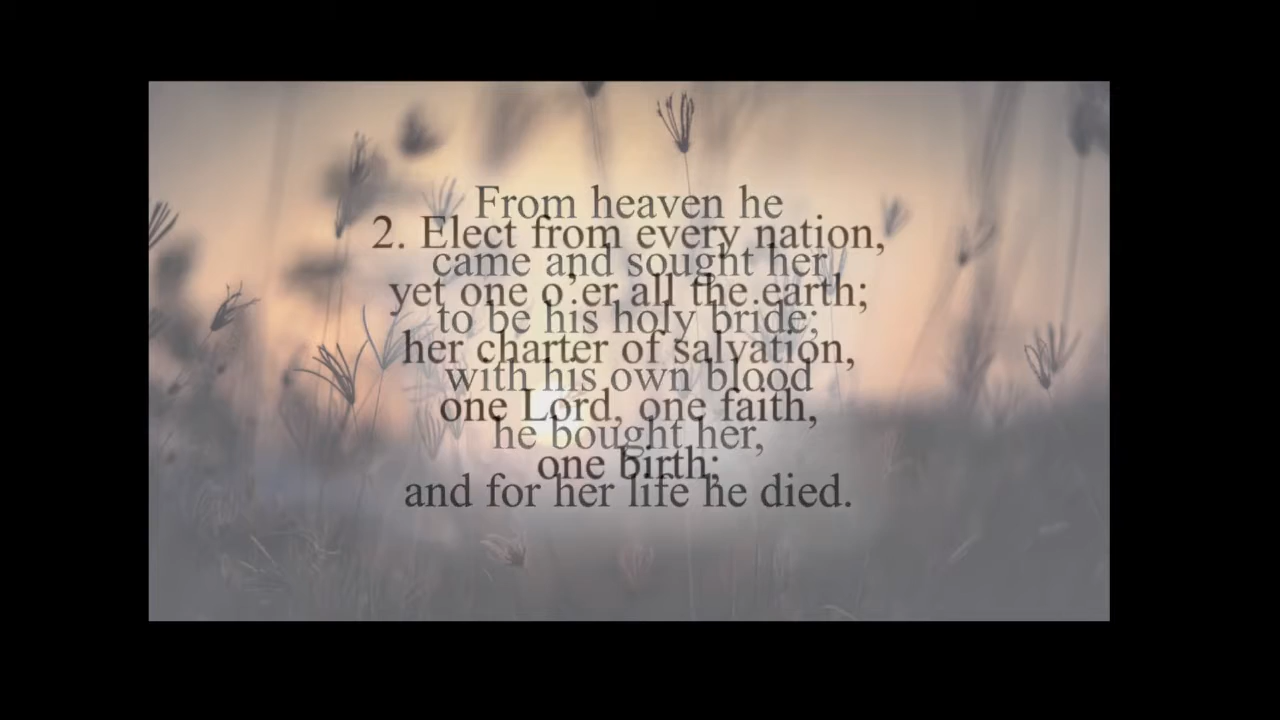 From heaven he
2. Elect from every nation,
came and sought her
yet one o'er all the earth;
to be his holy bride;
her charter of salvation,
with his own blood
one Lord, one faith,
he bought her,
one birth;
and for her life he died.